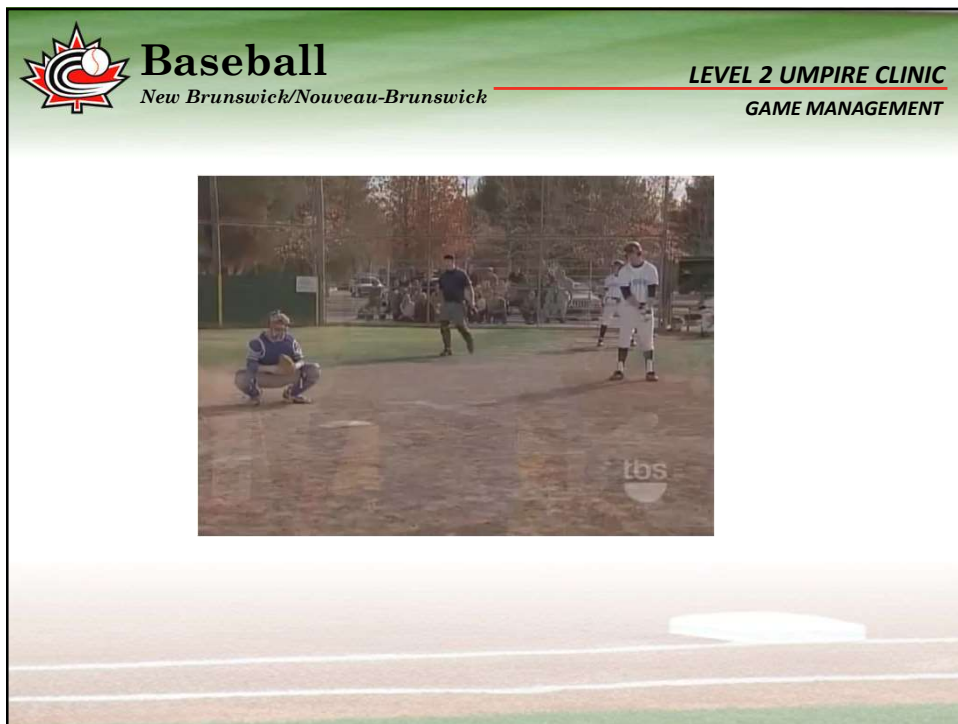 Baseball
New Brunswick/Nouveau-Brunswick
LEVEL 2 UMPIRE CLINIC
GAME MANAGEMENT
tbs